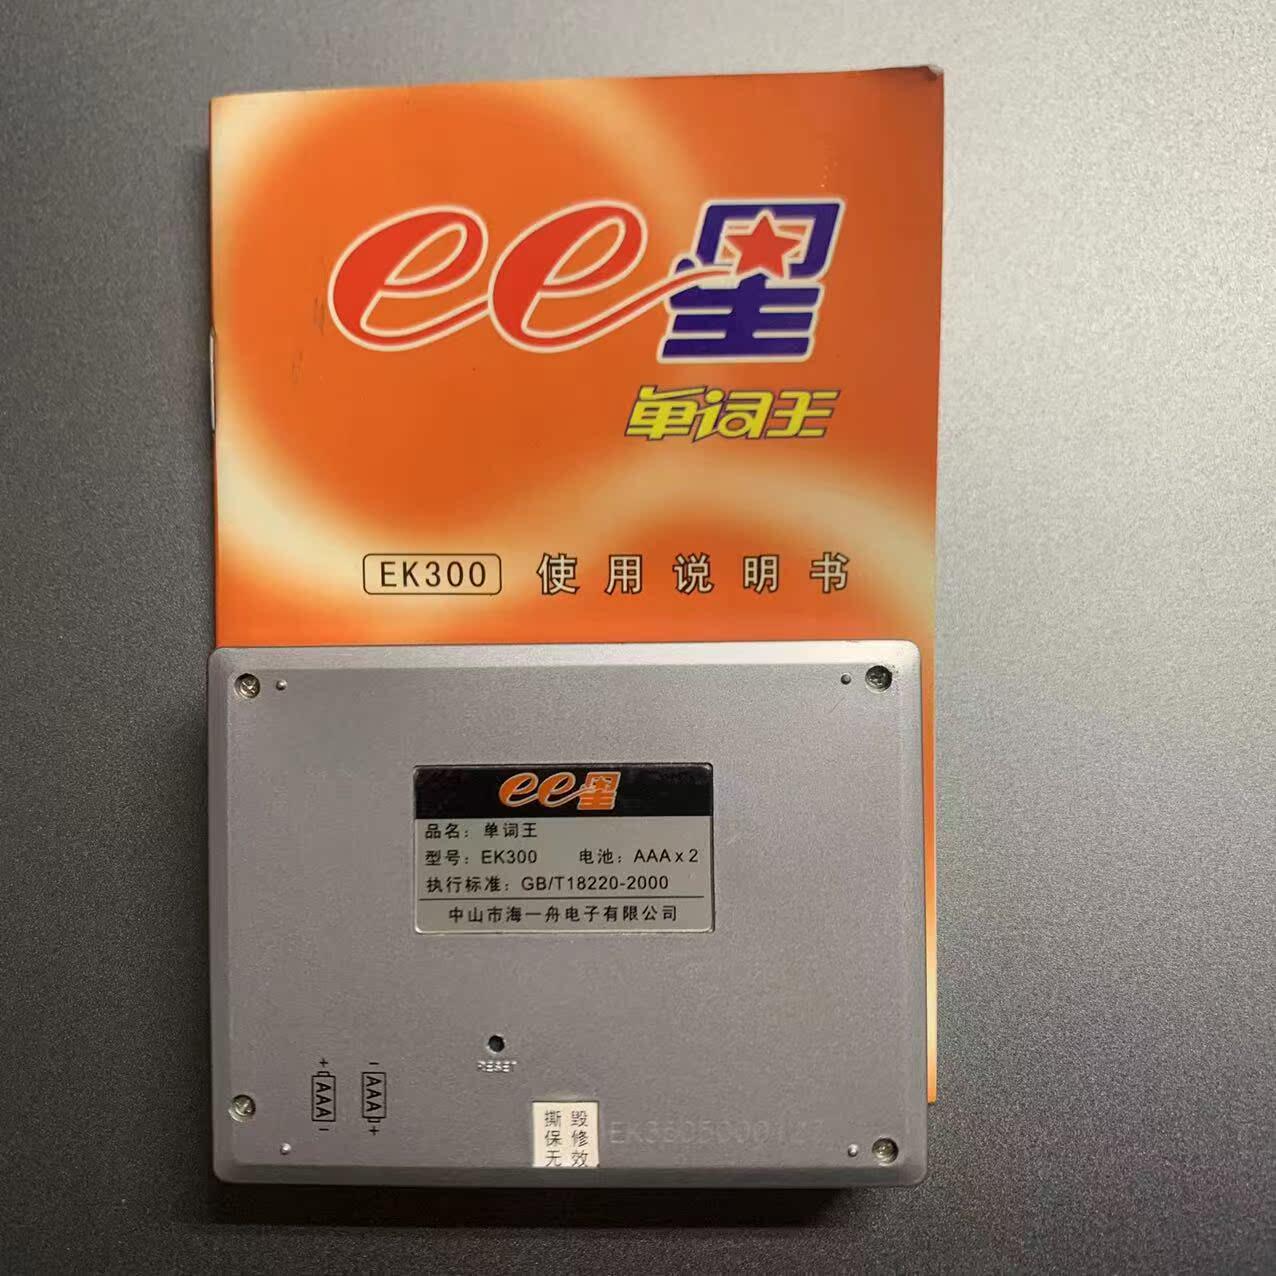 ee星
单词王
EK300 使用说明书
ee星
品名：单词王
型号：EK300 电池：AAA x 2
执行标准：GB/T18220-2000
中山市海一舟电子有限公司
RESET
+ AAA -
- AAA +
撕毁
保修
无效